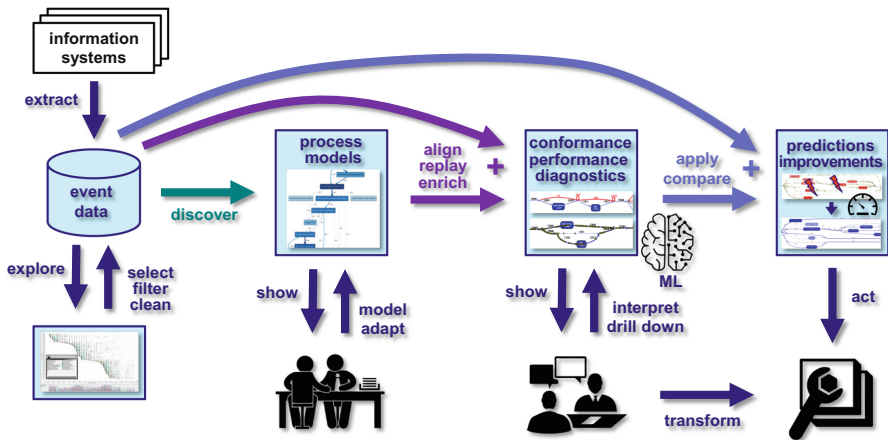 information
systems
extract
event
data
explore
select
filter
clean
discover
process
models
show
model
adapt
align
replay
enrich
+
conformance
performance
diagnostics
ML
show
interpret
drill down
apply
compare
+
predictions
improvements
act
transform